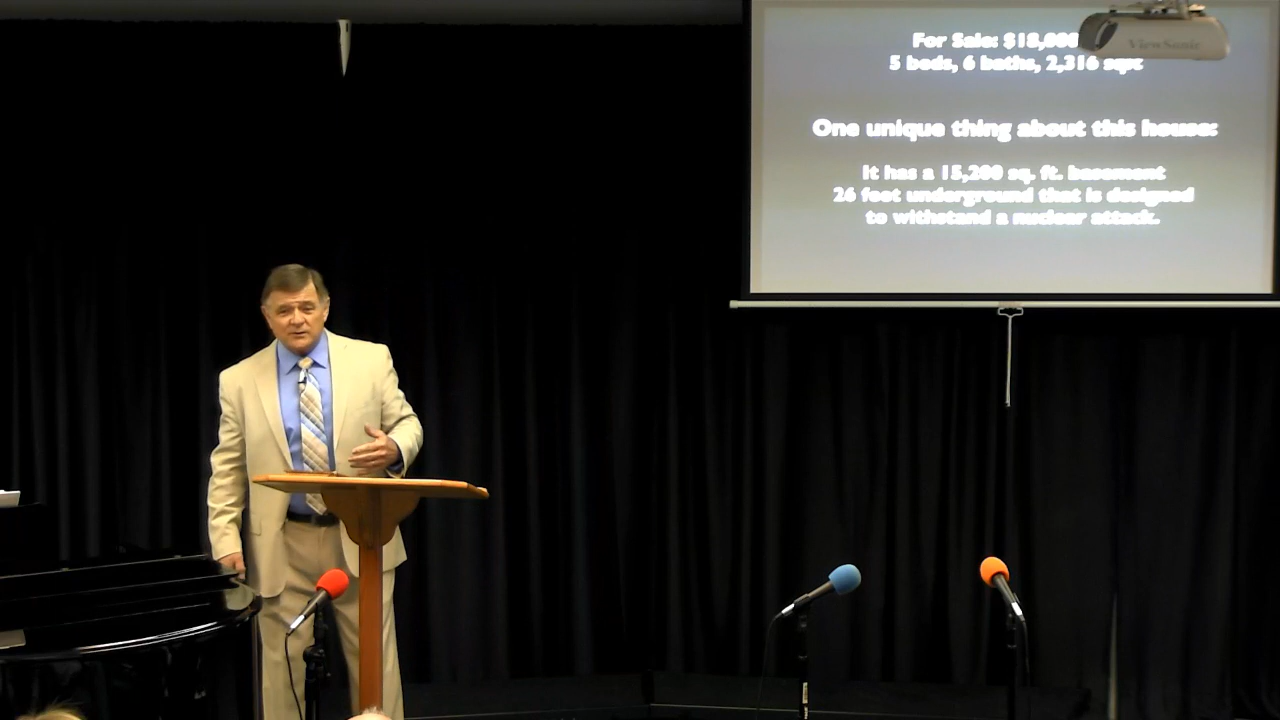 For Sale: $18,000
5 beds, 6 baths, 2,316 sqft
ViewSonic
One unique thing about this house:
It has a 15,200 sq. ft. basement
26 feet underground that is designed
to withstand a nuclear attack.